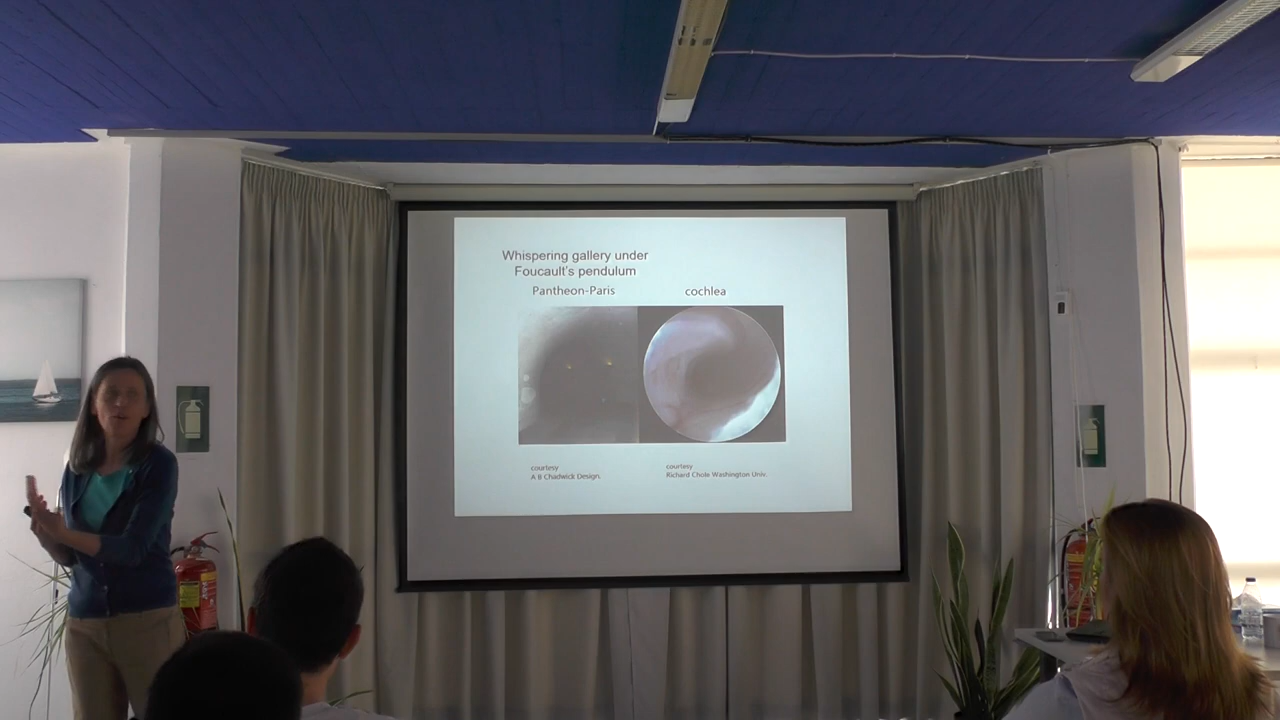 Whispering gallery under
Foucault's pendulum
Pantheon-Paris
cochlea
courtesy
A B Chadwick Design.
courtesy
Richard Chole Washington Univ.